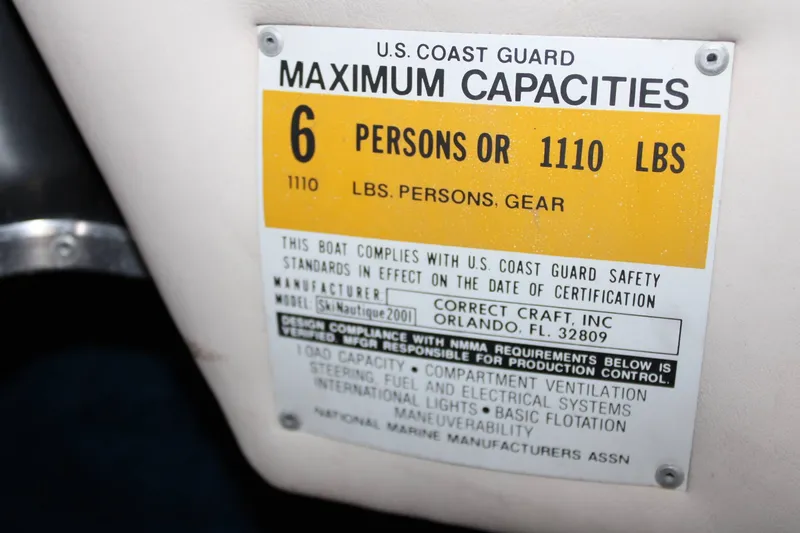 U.S. COAST GUARD
MAXIMUM CAPACITIES
6 PERSONS OR 1110 LBS
1110 LBS. PERSONS, GEAR
THIS BOAT COMPLIES WITH U.S. COAST GUARD SAFETY
STANDARDS IN EFFECT ON THE DATE OF CERTIFICATION
MANUFACTURER CORRECT CRAFT, INC
MODEL: SkiNautique2001 ORLANDO, FL. 32809
DESIGN COMPLIANCE WITH NMMA REQUIREMENTS BELOW IS
VERIFIED. MFGR RESPONSIBLE FOR PRODUCTION CONTROL.
LOAD CAPACITY • COMPARTMENT VENTILATION
STEERING, FUEL AND ELECTRICAL SYSTEMS
INTERNATIONAL LIGHTS • BASIC FLOTATION
MANEUVERABILITY
NATIONAL MARINE MANUFACTURERS ASSN